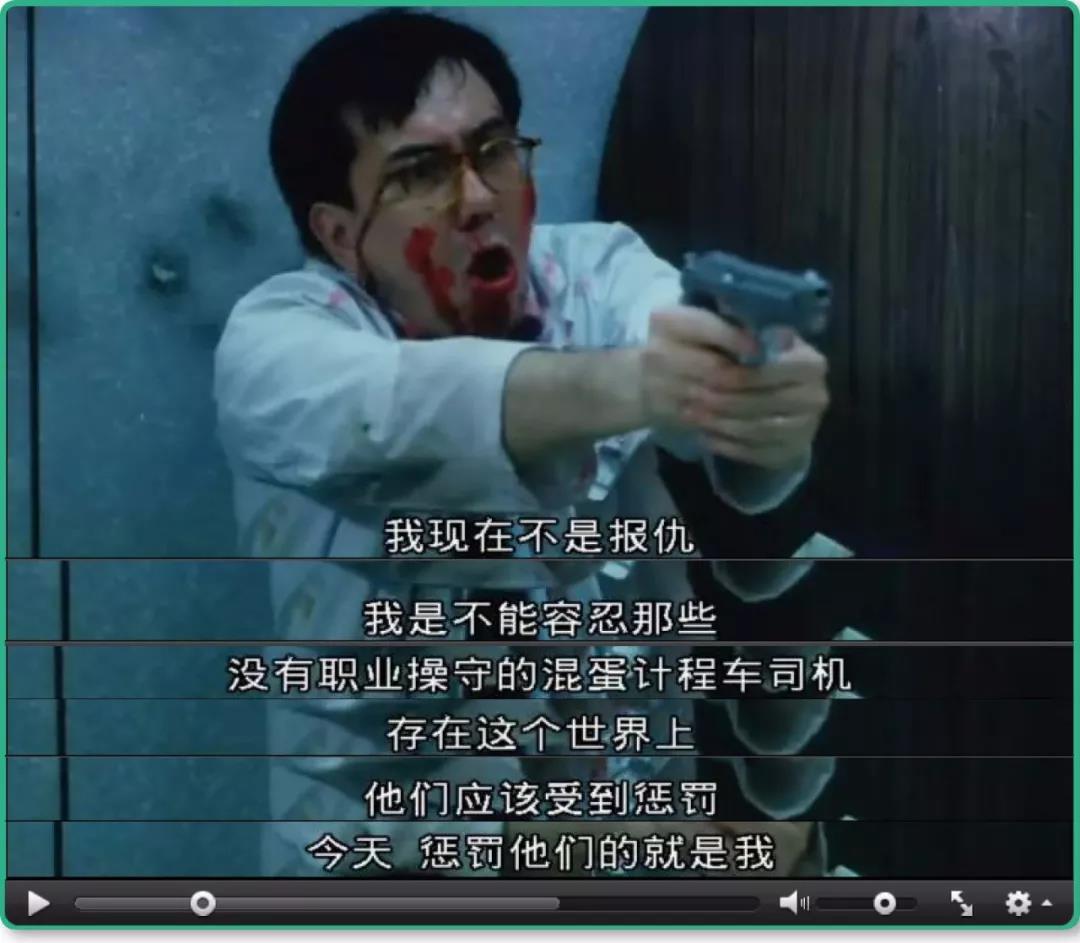 我现在不是报仇
我是不能容忍那些
没有职业操守的混蛋计程车司机
存在这个世界上
他们应该受到惩罚
今天 惩罚他们的就是我